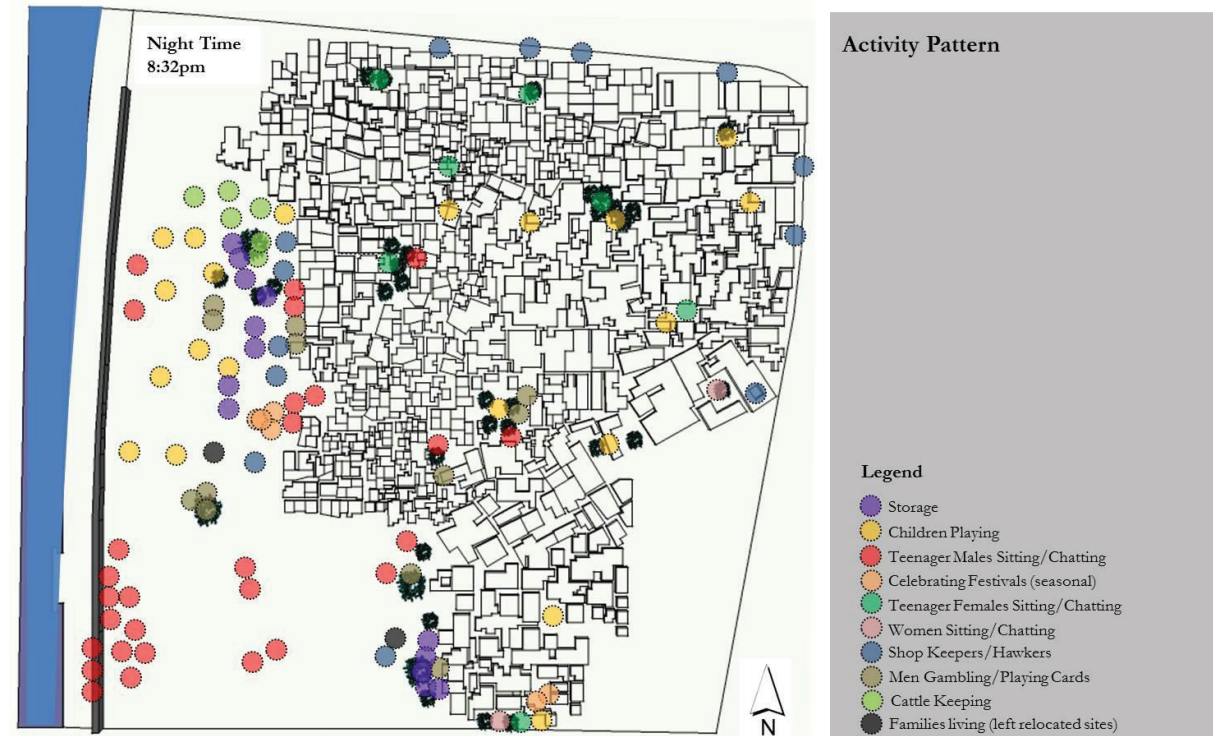 Night Time
8:32pm
Activity Pattern
Legend
Storage
Children Playing
Teenager Males Sitting/Chatting
Celebrating Festivals (seasonal)
Teenager Females Sitting/Chatting
Women Sitting/Chatting
Shop Keepers/Hawkers
Men Gambling/Playing Cards
Cattle Keeping
Families living (left relocated sites)
N